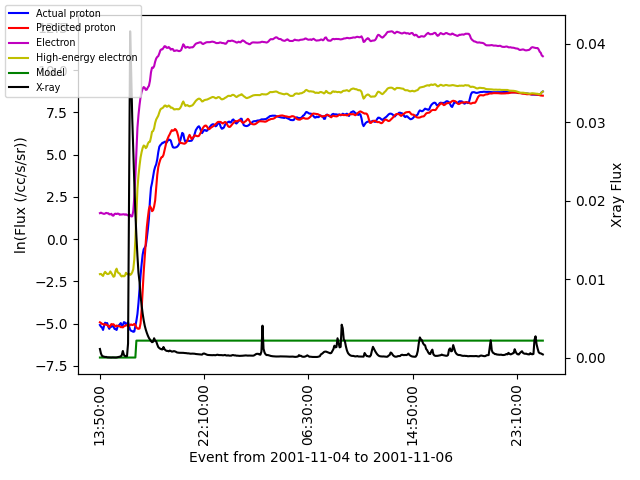 Actual proton
Predicted proton
Electron
High-energy electron
Model
X-ray
7.5
5.0
2.5
0.0
−2.5
−5.0
−7.5
ln(Flux (/cc/s/sr))
0.04
0.03
0.02
0.01
0.00
Xray Flux
13:50:00
22:10:00
06:30:00
14:50:00
23:10:00
Event from 2001-11-04 to 2001-11-06